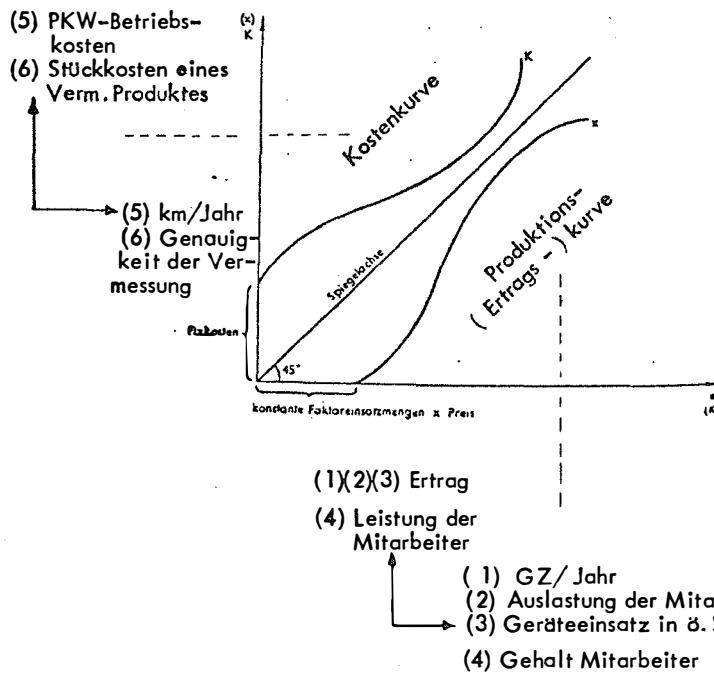 (5) PKW-Betriebs-
kosten
(6) Stückkosten eines
Verm. Produktes
(x)
K
K
Kostenkurve
x
(5) km/Jahr
(6) Genauig-
keit der Ver-
messung
Spiegelachse
Produktions-
(Ertrags-) kurve
Fixkosten
45°
konstante Faktoreinsatzmengen x Preis
(1)(2)(3) Ertrag
(4) Leistung der
Mitarbeiter
(1) GZ/Jahr
(2) Auslastung der Mita
(3) Geräteeinsatz in ö.
(4) Gehalt Mitarbeiter